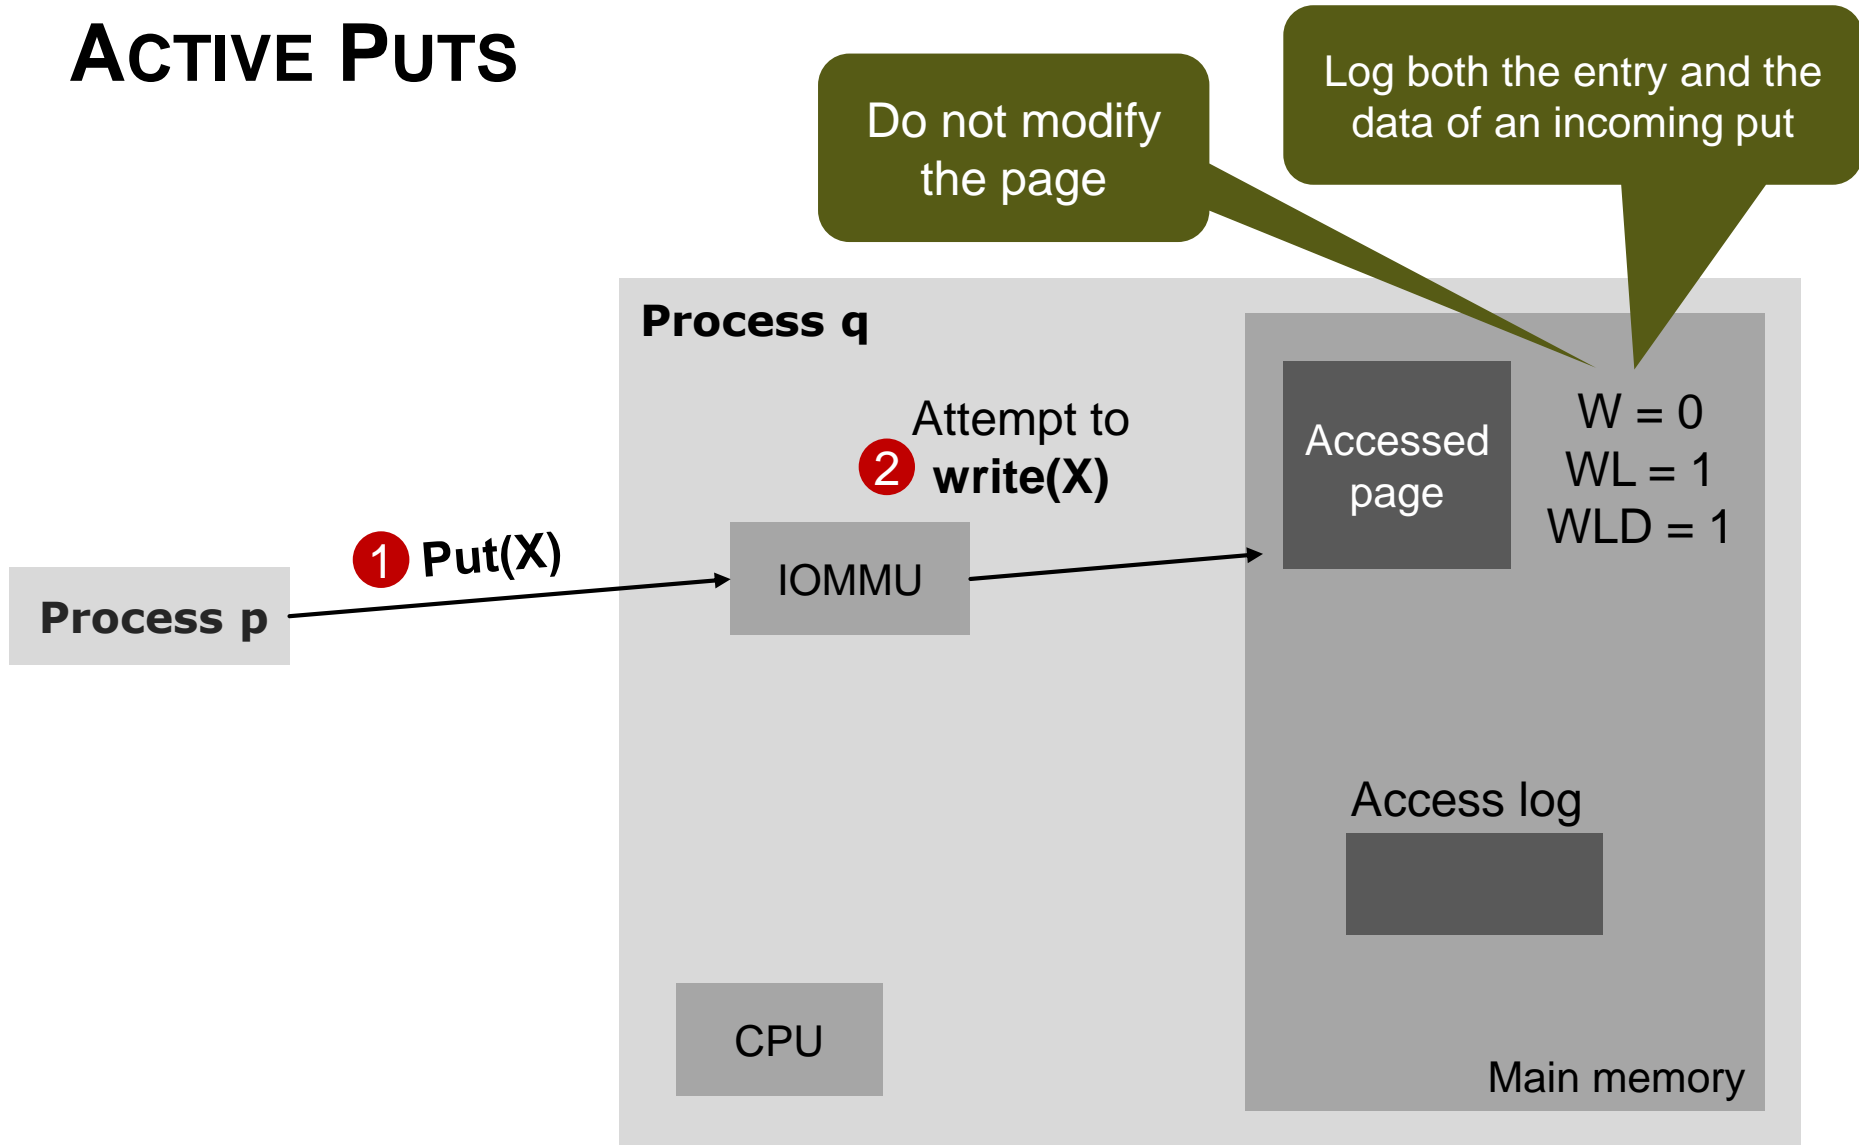 ACTIVE PUTS
Do not modify
the page
Log both the entry and the
data of an incoming put
Process q
Attempt to
2 write(X)
Accessed
page
W = 0
WL = 1
WLD = 1
1 Put(X)
IOMMU
Process p
Access log
CPU
Main memory